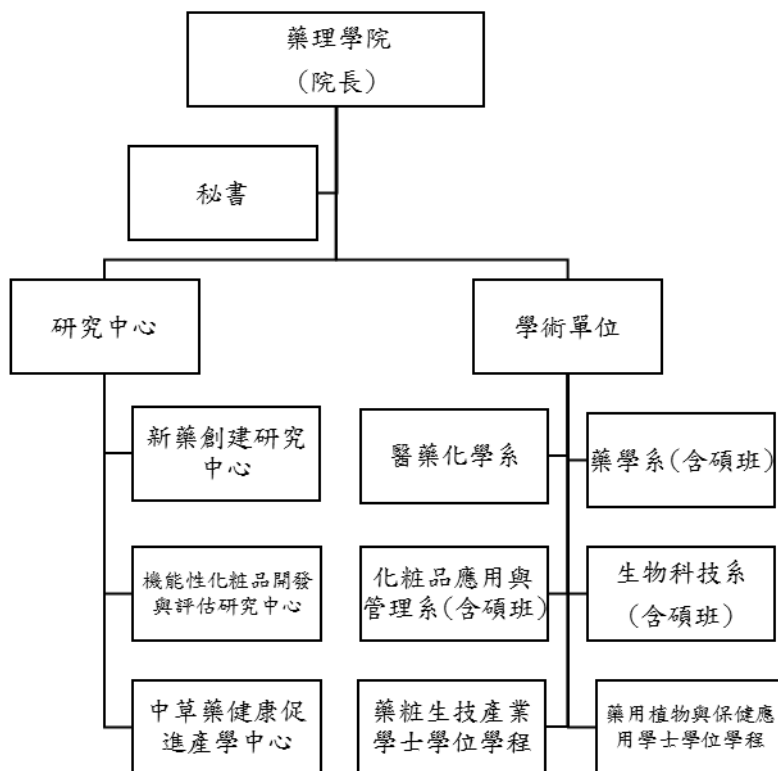 藥理學院
(院長)
秘書
研究中心
學術單位
新藥創建研究
中心
醫藥化學系
藥學系(含碩班)
機能性化粧品開發
與評估研究中心
化粧品應用與
管理系(含碩班)
生物科技系
(含碩班)
中草藥健康促
進產學中心
藥粧生技產業
學士學位學程
藥用植物與保健應
用學士學位學程